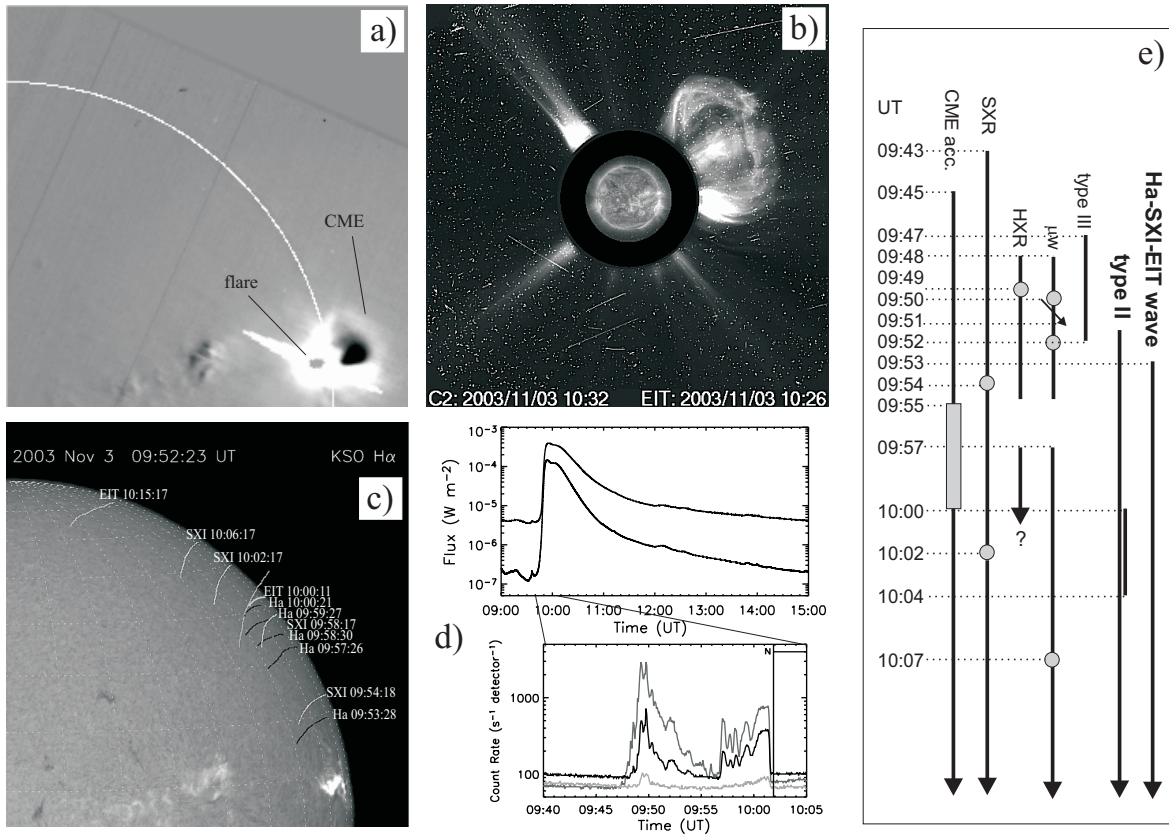 a)
CME
flare
b)
C2: 2003/11/03 10:32 EIT: 2003/11/03 10:26
2003 Nov 3 09:52:23 UT KSO Hα
c)
EIT 10:15:17
SXI 10:06:17
SXI 10:02:17
EIT 10:00:11
Ha 10:00:21
Ha 09:59:27
SXI 09:58:17
Ha 09:58:30
Ha 09:57:26
SXI 09:54:18
Ha 09:53:28
d)
Flux (W m-2)
10-3
10-4
10-5
10-6
10-7
09:00 10:00 11:00 12:00 13:00 14:00 15:00
Time (UT)
Count Rate (s-1 detector-1)
1000
100
N
09:40 09:45 09:50 09:55 10:00 10:05
Time (UT)
e)
UT
CME acc.
SXR
HXR
μw
type III
type II
Ha-SXI-EIT wave
09:43
09:45
09:47
09:48
09:49
09:50
09:51
09:52
09:53
09:54
09:55
09:57
10:00
?
10:02
10:04
10:07